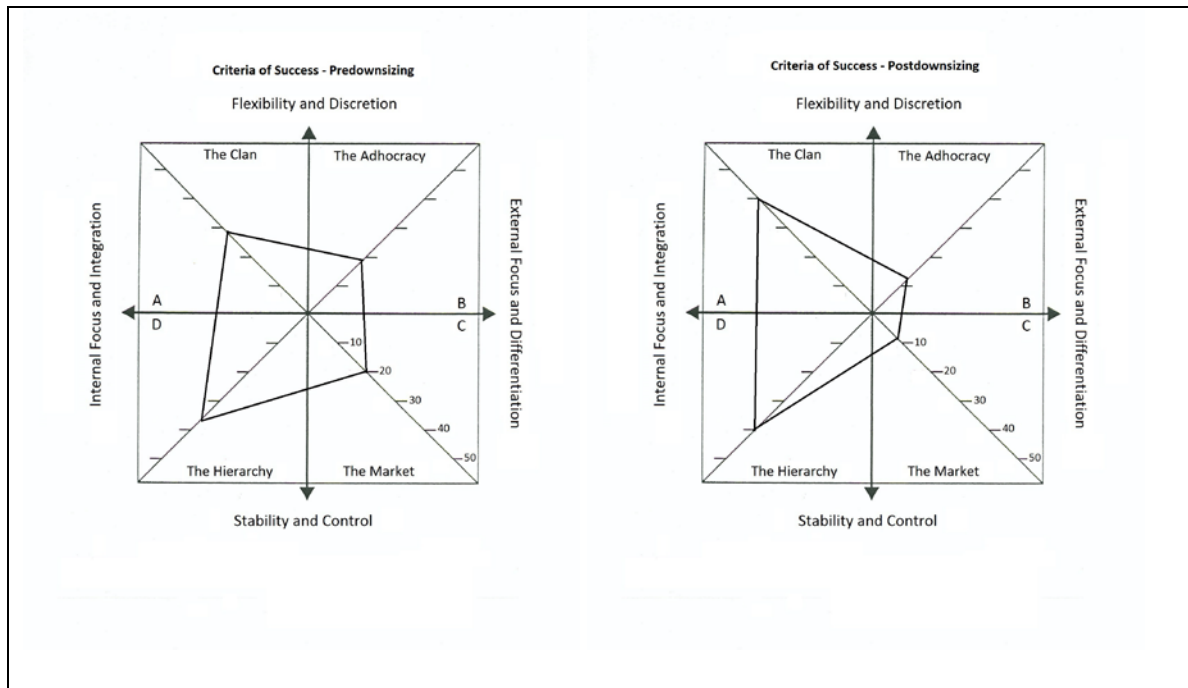 Criteria of Success - Predownsizing
Flexibility and Discretion
The Clan
The Adhocracy
Internal Focus and Integration
External Focus and Differentiation
A
B
D
C
10
20
30
40
50
The Hierarchy
The Market
Stability and Control
Criteria of Success - Postdownsizing
Flexibility and Discretion
The Clan
The Adhocracy
Internal Focus and Integration
External Focus and Differentiation
A
B
D
C
10
20
30
40
50
The Hierarchy
The Market
Stability and Control